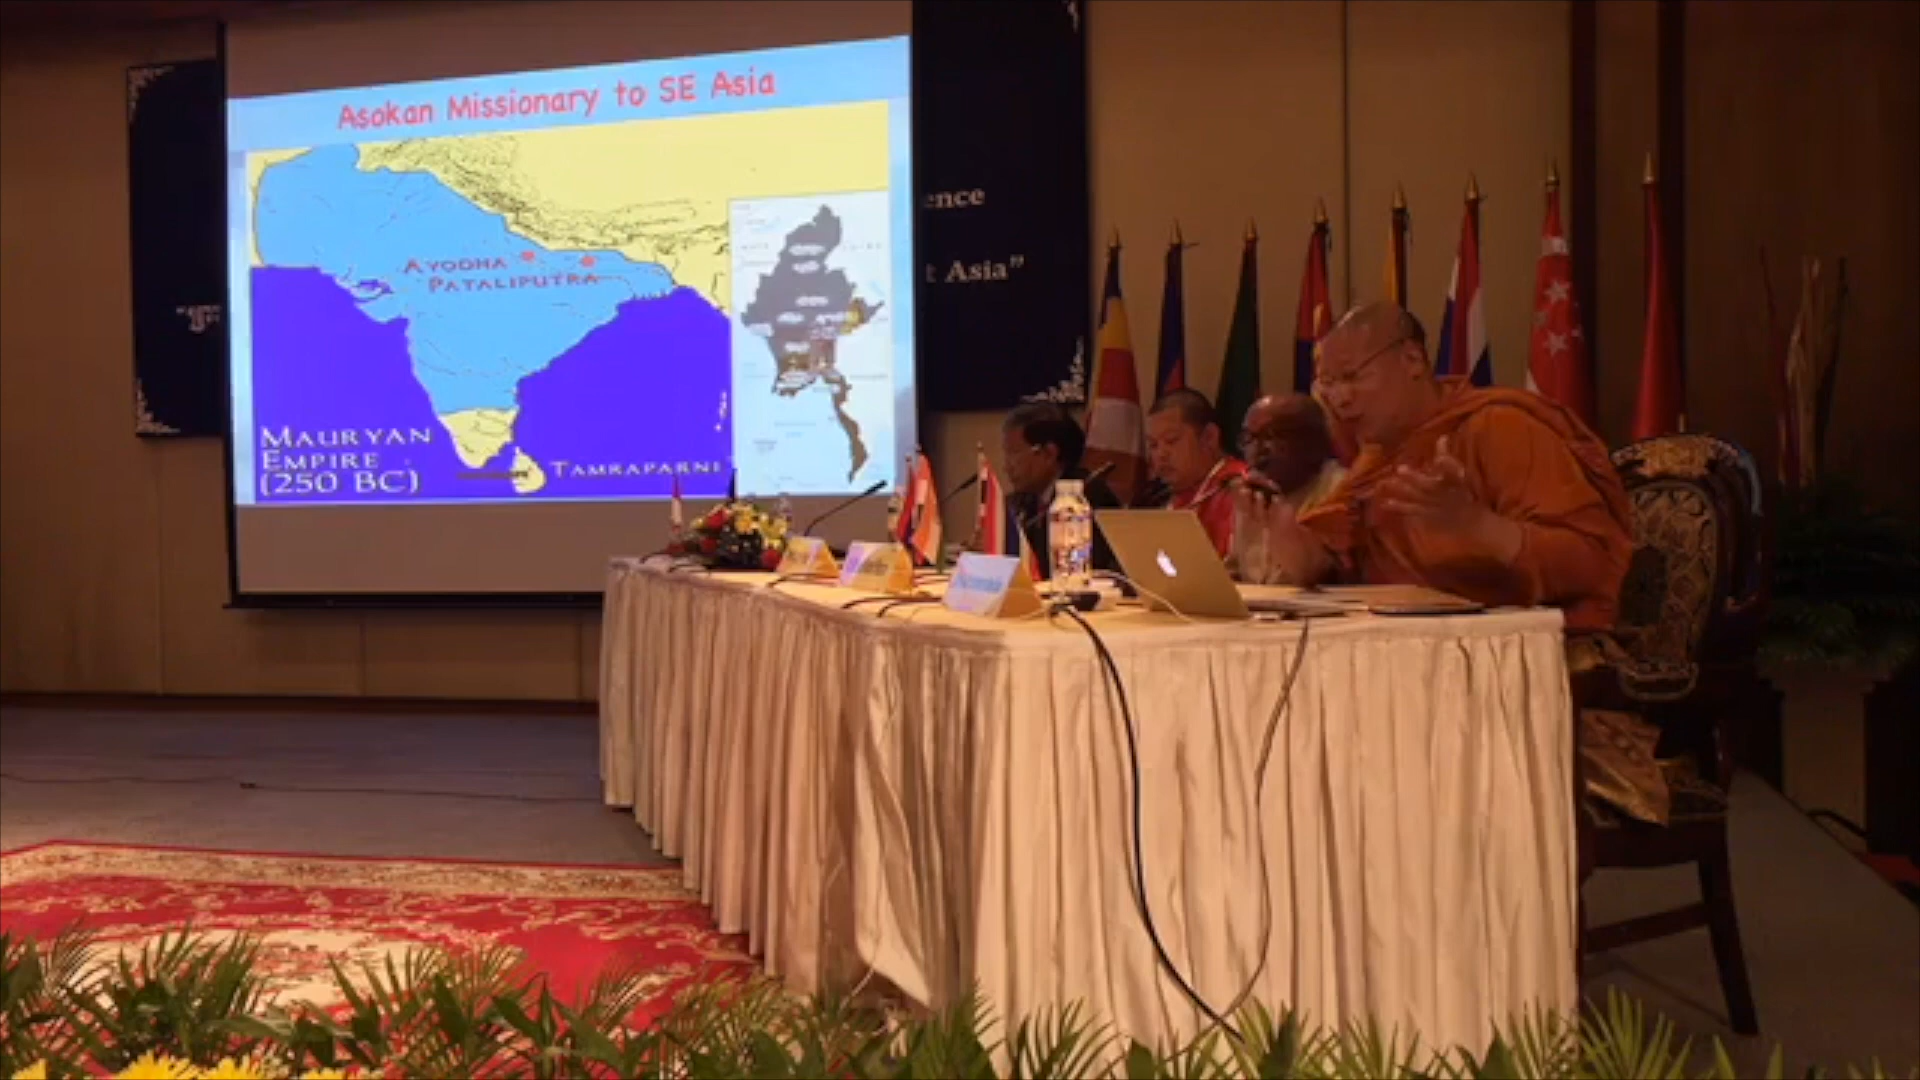 Asokan Missionary to SE Asia
AYODHA
PATALIPUTRA
MAURYAN
EMPIRE
(250 BC)
TAMRAPARNI
ence
t Asia”